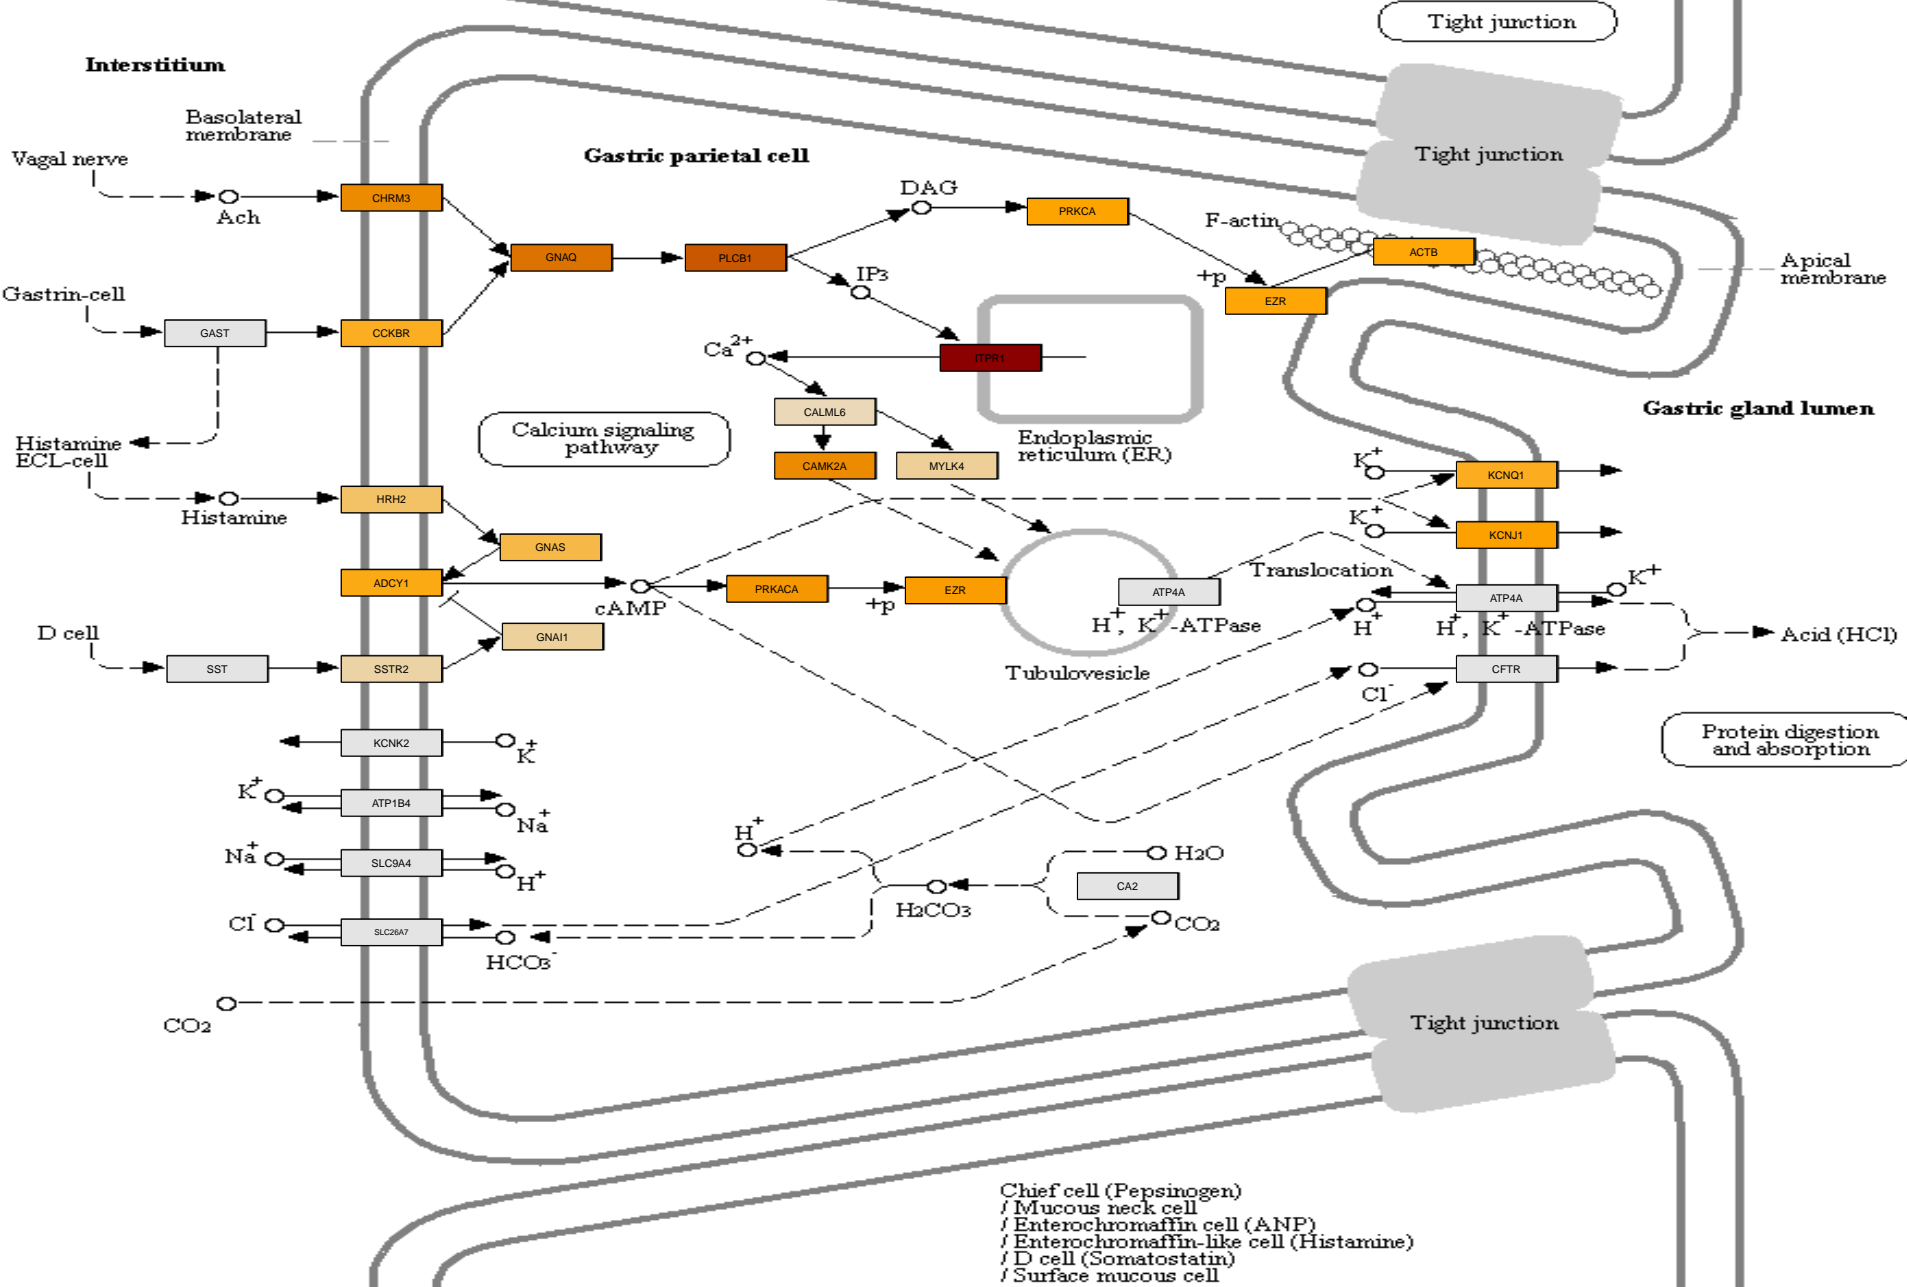 Tight junction
Interstitium
Basolateral
membrane
Vagal nerve
Gastric parietal cell
Tight junction
Ach
CHRM3
DAG
PRKCA
F-actin
ACTB
GNAQ
PLCB1
IP3
+p
EZR
Apical
membrane
Gastrin-cell
GAST
CCKBR
Ca2+
ITPR1
CALML6
Gastric gland lumen
Calcium signaling
pathway
Endoplasmic
reticulum (ER)
Histamine
ECL-cell
CAMK2A
MYLK4
K+
KCNQ1
HRH2
Histamine
K+
KCNJ1
GNAS
ADCY1
cAMP
PRKACA
+p
EZR
ATP4A
H+, K+-ATPase
Translocation
ATP4A
K+
H+
H+, K+-ATPase
Acid (HCl)
D cell
GNAI1
SST
SSTR2
Tubulovesicle
Cl-
CFTR
KCNK2
K+
Protein digestion
and absorption
K+
ATP1B4
Na+
H+
Na+
SLC9A4
H+
H2O
CA2
H2CO3
Cl-
SLC26A7
HCO3-
CO2
CO2
Tight junction
Chief cell (Pepsinogen)
/ Mucous neck cell
/ Enterochromaffin cell (ANP)
/ Enterochromaffin-like cell (Histamine)
/ D cell (Somatostatin)
/ Surface mucous cell